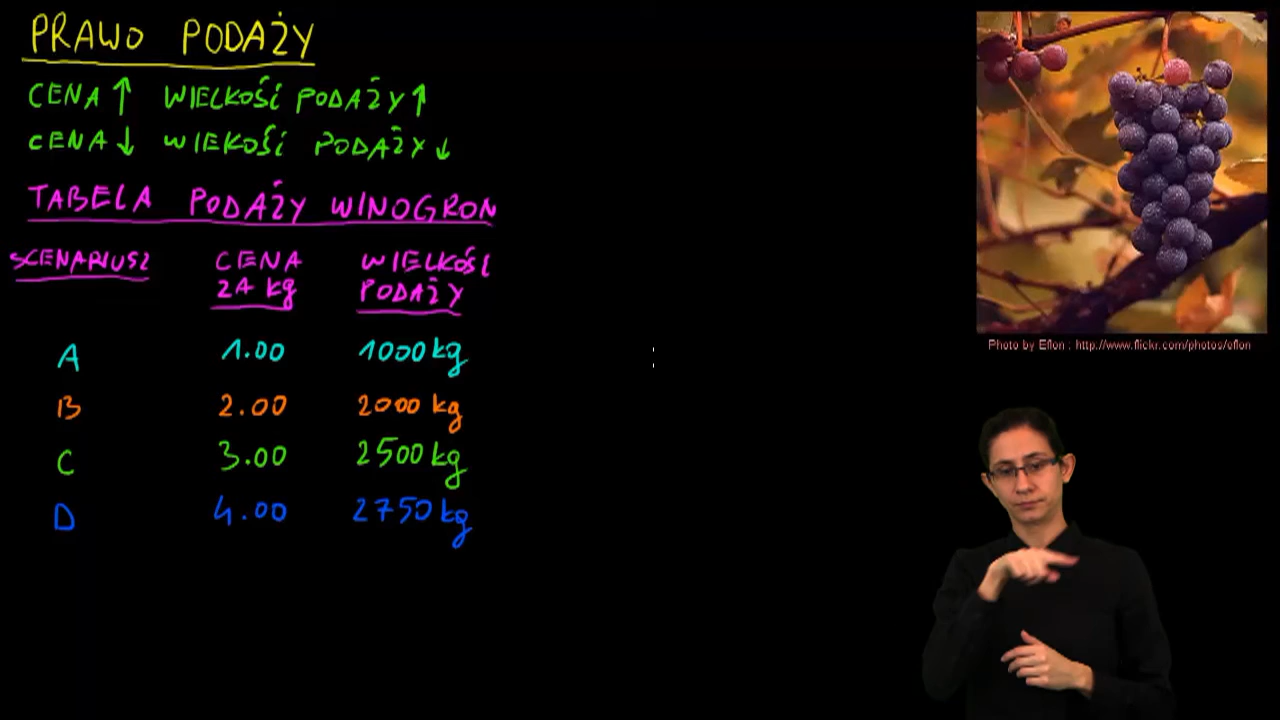 PRAWO PODAŻY
CENA ↑ WIELKOŚĆ PODAŻY ↑
CENA ↓ WIEKOŚĆ PODAŻY ↓
TABELA PODAŻY WINOGRON
SCENARIUSZ CENA ZA kg WIELKOŚĆ PODAŻY
A 1.00 1000 kg
B 2.00 2000 kg
C 3.00 2500 kg
D 4.00 2750 kg
Photo by Eflon : http://www.flickr.com/photos/eflon